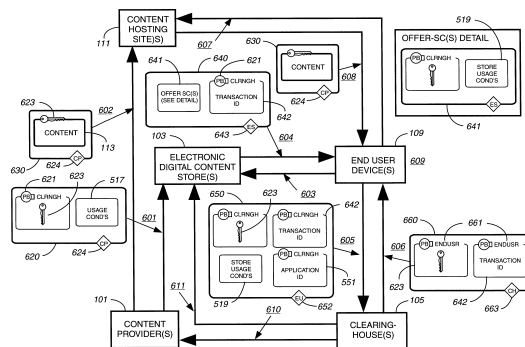 CONTENT
HOSTING
SITE(S)
111
607
630
CONTENT
608
624
CP
OFFER-SC(S) DETAIL
519
PB CLRNGH
STORE
USAGE
COND'S
ES
641
640
641
621
OFFER SC(S)
(SEE DETAIL)
PB CLRNGH
TRANSACTION
ID
642
643
ES
604
623
602
CONTENT
113
630
624
CP
103
ELECTRONIC
DIGITAL CONTENT
STORE(S)
109
END USER
DEVICE(S)
609
603
621
623
517
PB CLRNGH
USAGE
COND'S
601
620
624
CP
650
623
642
PB CLRNGH
PB CLRNGH
TRANSACTION
ID
605
STORE
USAGE
COND'S
PB CLRNGH
APPLICATION
ID
551
519
EU
652
660
661
606
PB ENDUSR
PB ENDUSR
TRANSACTION
ID
623
642
CH
663
101
CONTENT
PROVIDER(S)
611
610
105
CLEARING-
HOUSE(S)